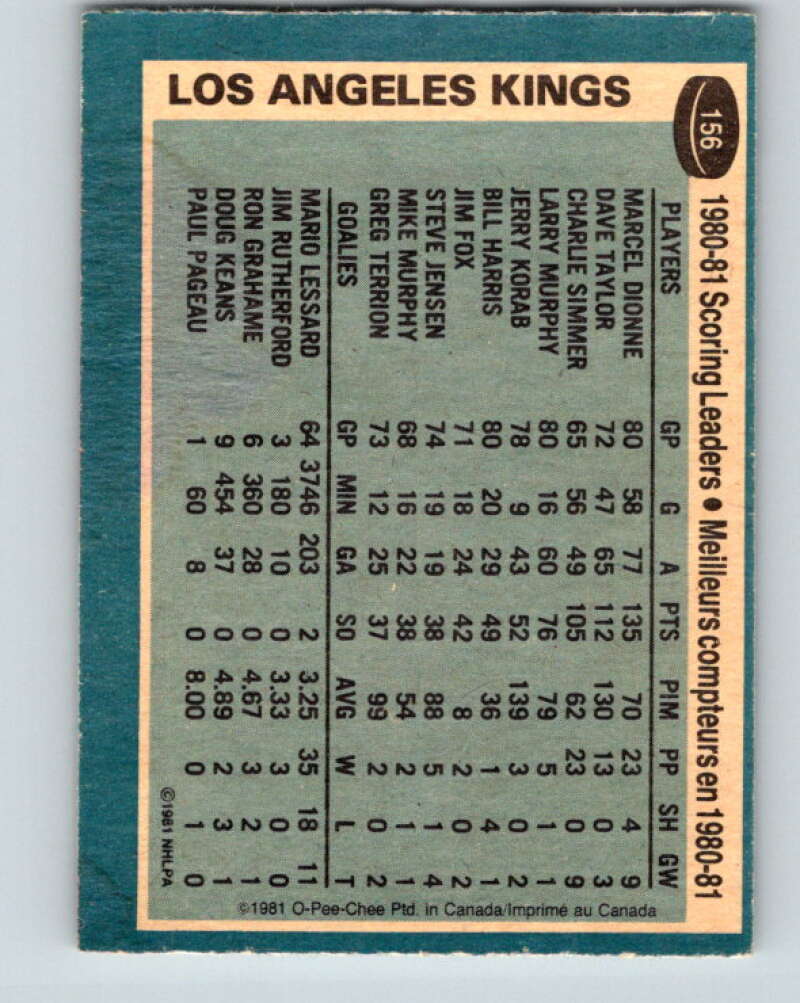 LOS ANGELES KINGS
156
1980-81 Scoring Leaders • Meilleurs compteurs en 1980-81
PLAYERS GP G A PTS PIM PP SH GW
MARCEL DIONNE 80 58 77 135 70 23 4 9
DAVE TAYLOR 72 47 65 112 130 13 0 3
CHARLIE SIMMER 65 56 49 105 62 23 0 9
LARRY MURPHY 80 16 60 76 79 5 1 1
JERRY KORAB 78 9 43 52 139 3 0 2
BILL HARRIS 80 20 29 49 36 1 4 1
JIM FOX 71 18 24 42 8 2 0 2
STEVE JENSEN 74 19 19 38 88 5 1 4
MIKE MURPHY 68 16 22 38 54 2 1 1
GREG TERRION 73 12 25 37 99 2 0 2
GOALIES GP MIN GA SO AVG W L T
MARIO LESSARD 64 3746 203 2 3.25 35 18 11
JIM RUTHERFORD 3 180 10 0 3.33 3 0 0
RON GRAHAME 6 360 28 0 4.67 3 2 1
DOUG KEANS 9 454 37 0 4.89 2 3 1
PAUL PAGEAU 1 60 8 0 8.00 0 1 0
©1981 NHLPA
©1981 O-Pee-Chee Ptd. in Canada/Imprimé au Canada